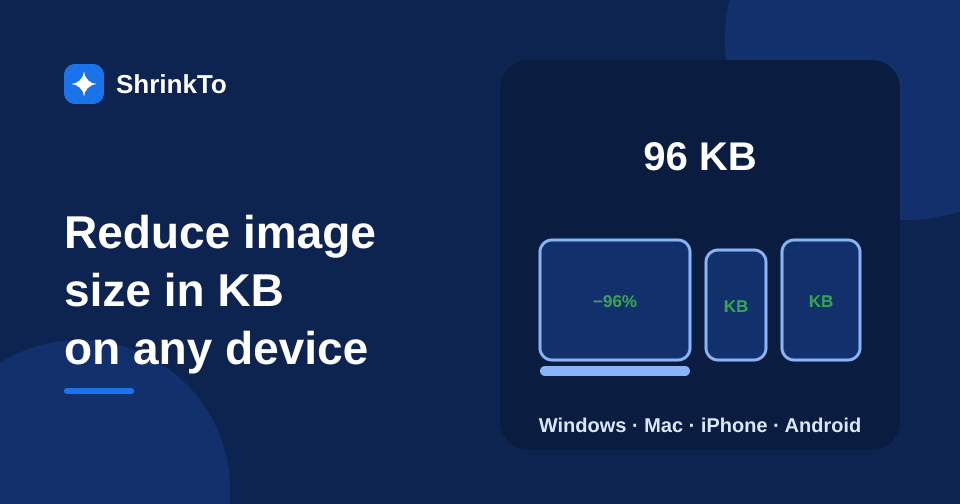 ShrinkTo
Reduce image
size in KB
on any device
96 KB
−96%
KB
KB
Windows · Mac · iPhone · Android